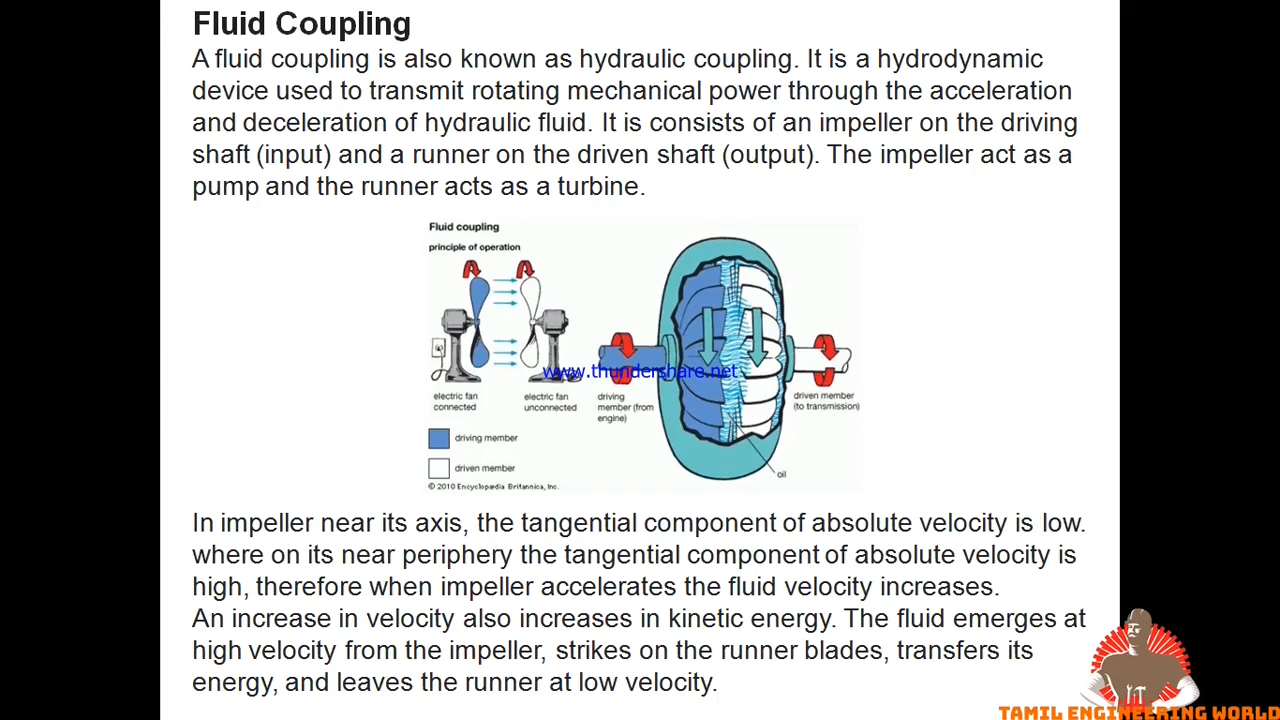 Fluid Coupling
A fluid coupling is also known as hydraulic coupling. It is a hydrodynamic
device used to transmit rotating mechanical power through the acceleration
and deceleration of hydraulic fluid. It is consists of an impeller on the driving
shaft (input) and a runner on the driven shaft (output). The impeller act as a
pump and the runner acts as a turbine.
Fluid coupling
principle of operation
www.thundershare.net
electric fan
connected
electric fan
unconnected
driving
member (from
engine)
driven member
(to transmission)
driving member
driven member
oil
© 2010 Encyclopædia Britannica, Inc.
In impeller near its axis, the tangential component of absolute velocity is low.
where on its near periphery the tangential component of absolute velocity is
high, therefore when impeller accelerates the fluid velocity increases.
An increase in velocity also increases in kinetic energy. The fluid emerges at
high velocity from the impeller, strikes on the runner blades, transfers its
energy, and leaves the runner at low velocity.
TAMIL ENGINEERING WORLD